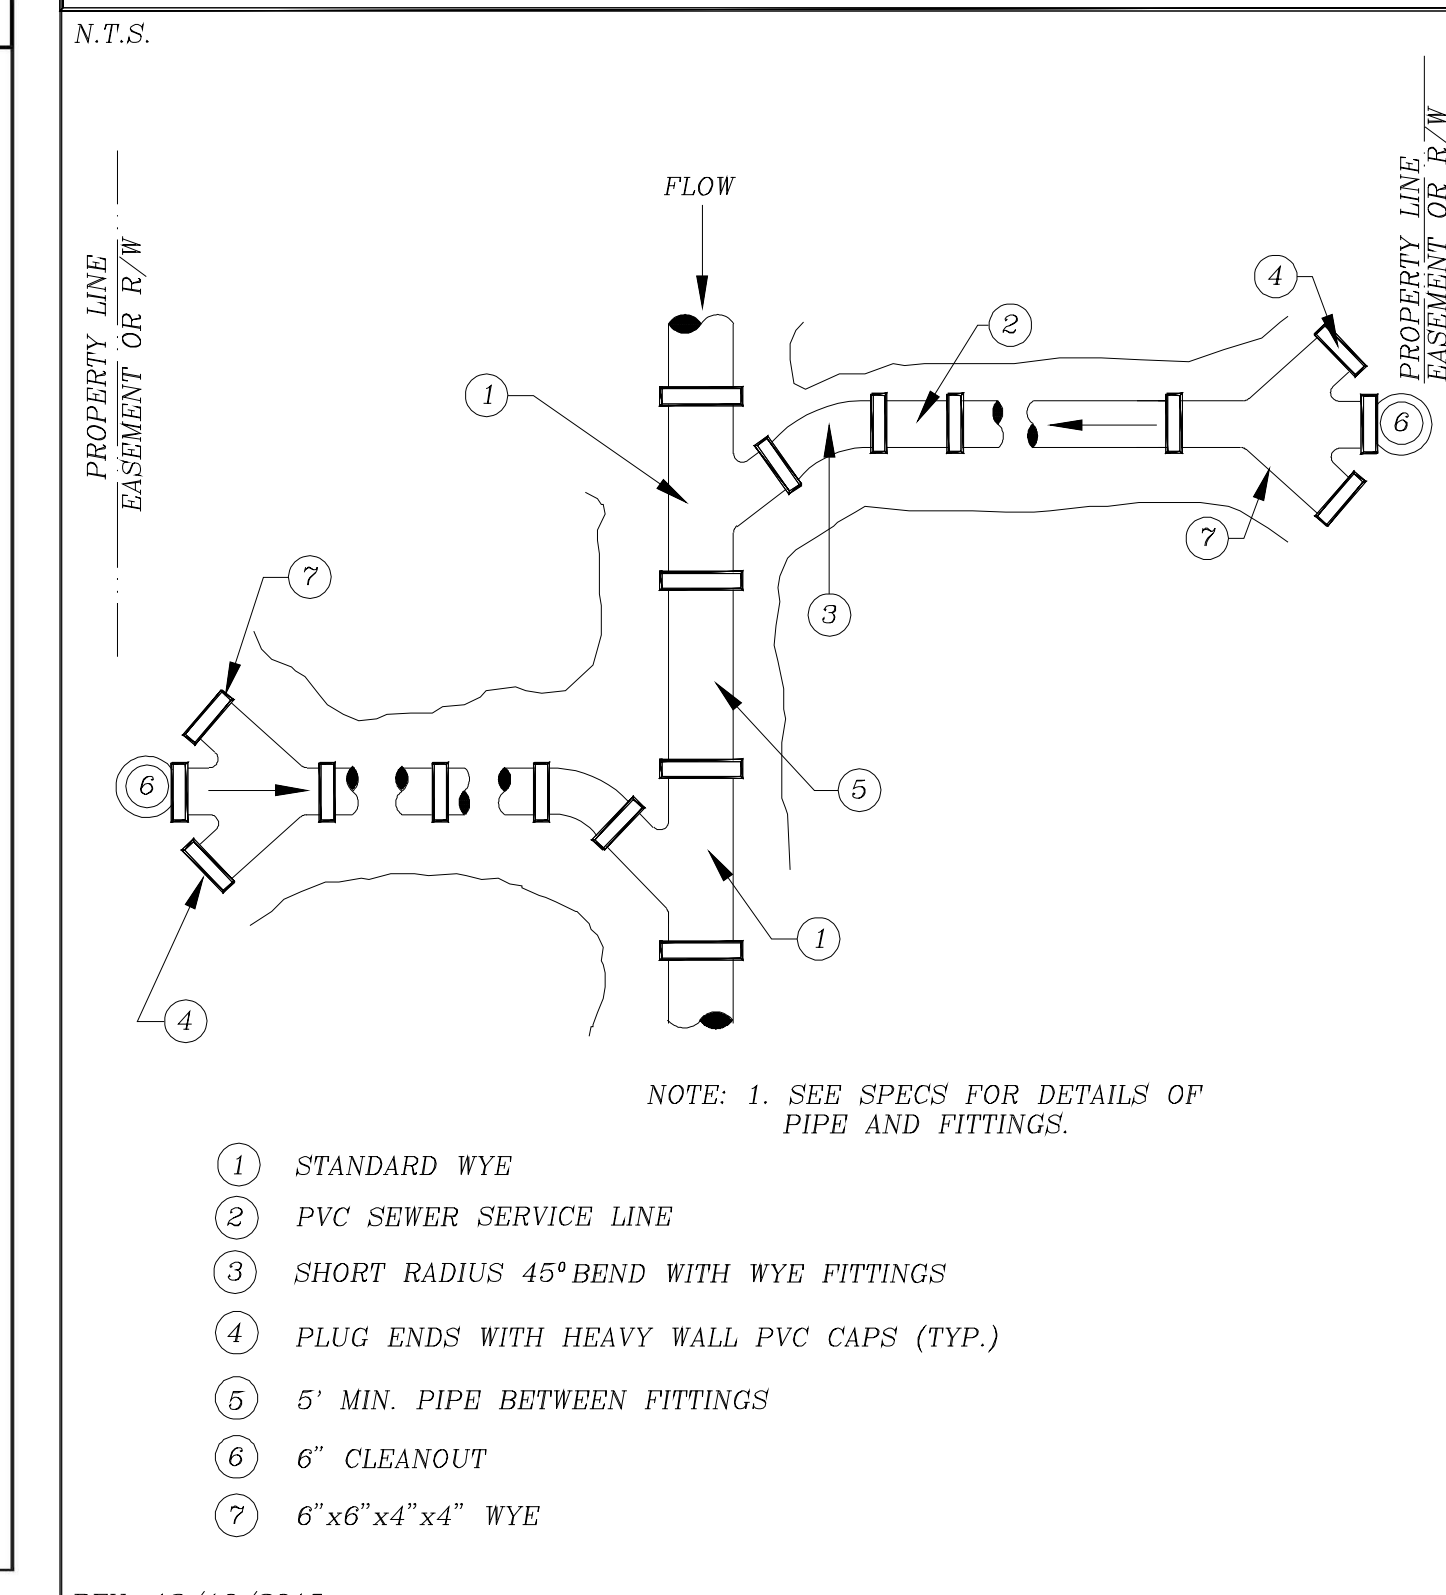 N.T.S.
PROPERTY LINE
EASEMENT OR R/W
FLOW
PROPERTY LINE
EASEMENT OR R/W
4
2
1
6
7
3
7
6
5
1
4
NOTE: 1. SEE SPECS FOR DETAILS OF
PIPE AND FITTINGS.
1 STANDARD WYE
2 PVC SEWER SERVICE LINE
3 SHORT RADIUS 45° BEND WITH WYE FITTINGS
4 PLUG ENDS WITH HEAVY WALL PVC CAPS (TYP.)
5 5' MIN. PIPE BETWEEN FITTINGS
6 6" CLEANOUT
7 6"x6"x4"x4" WYE